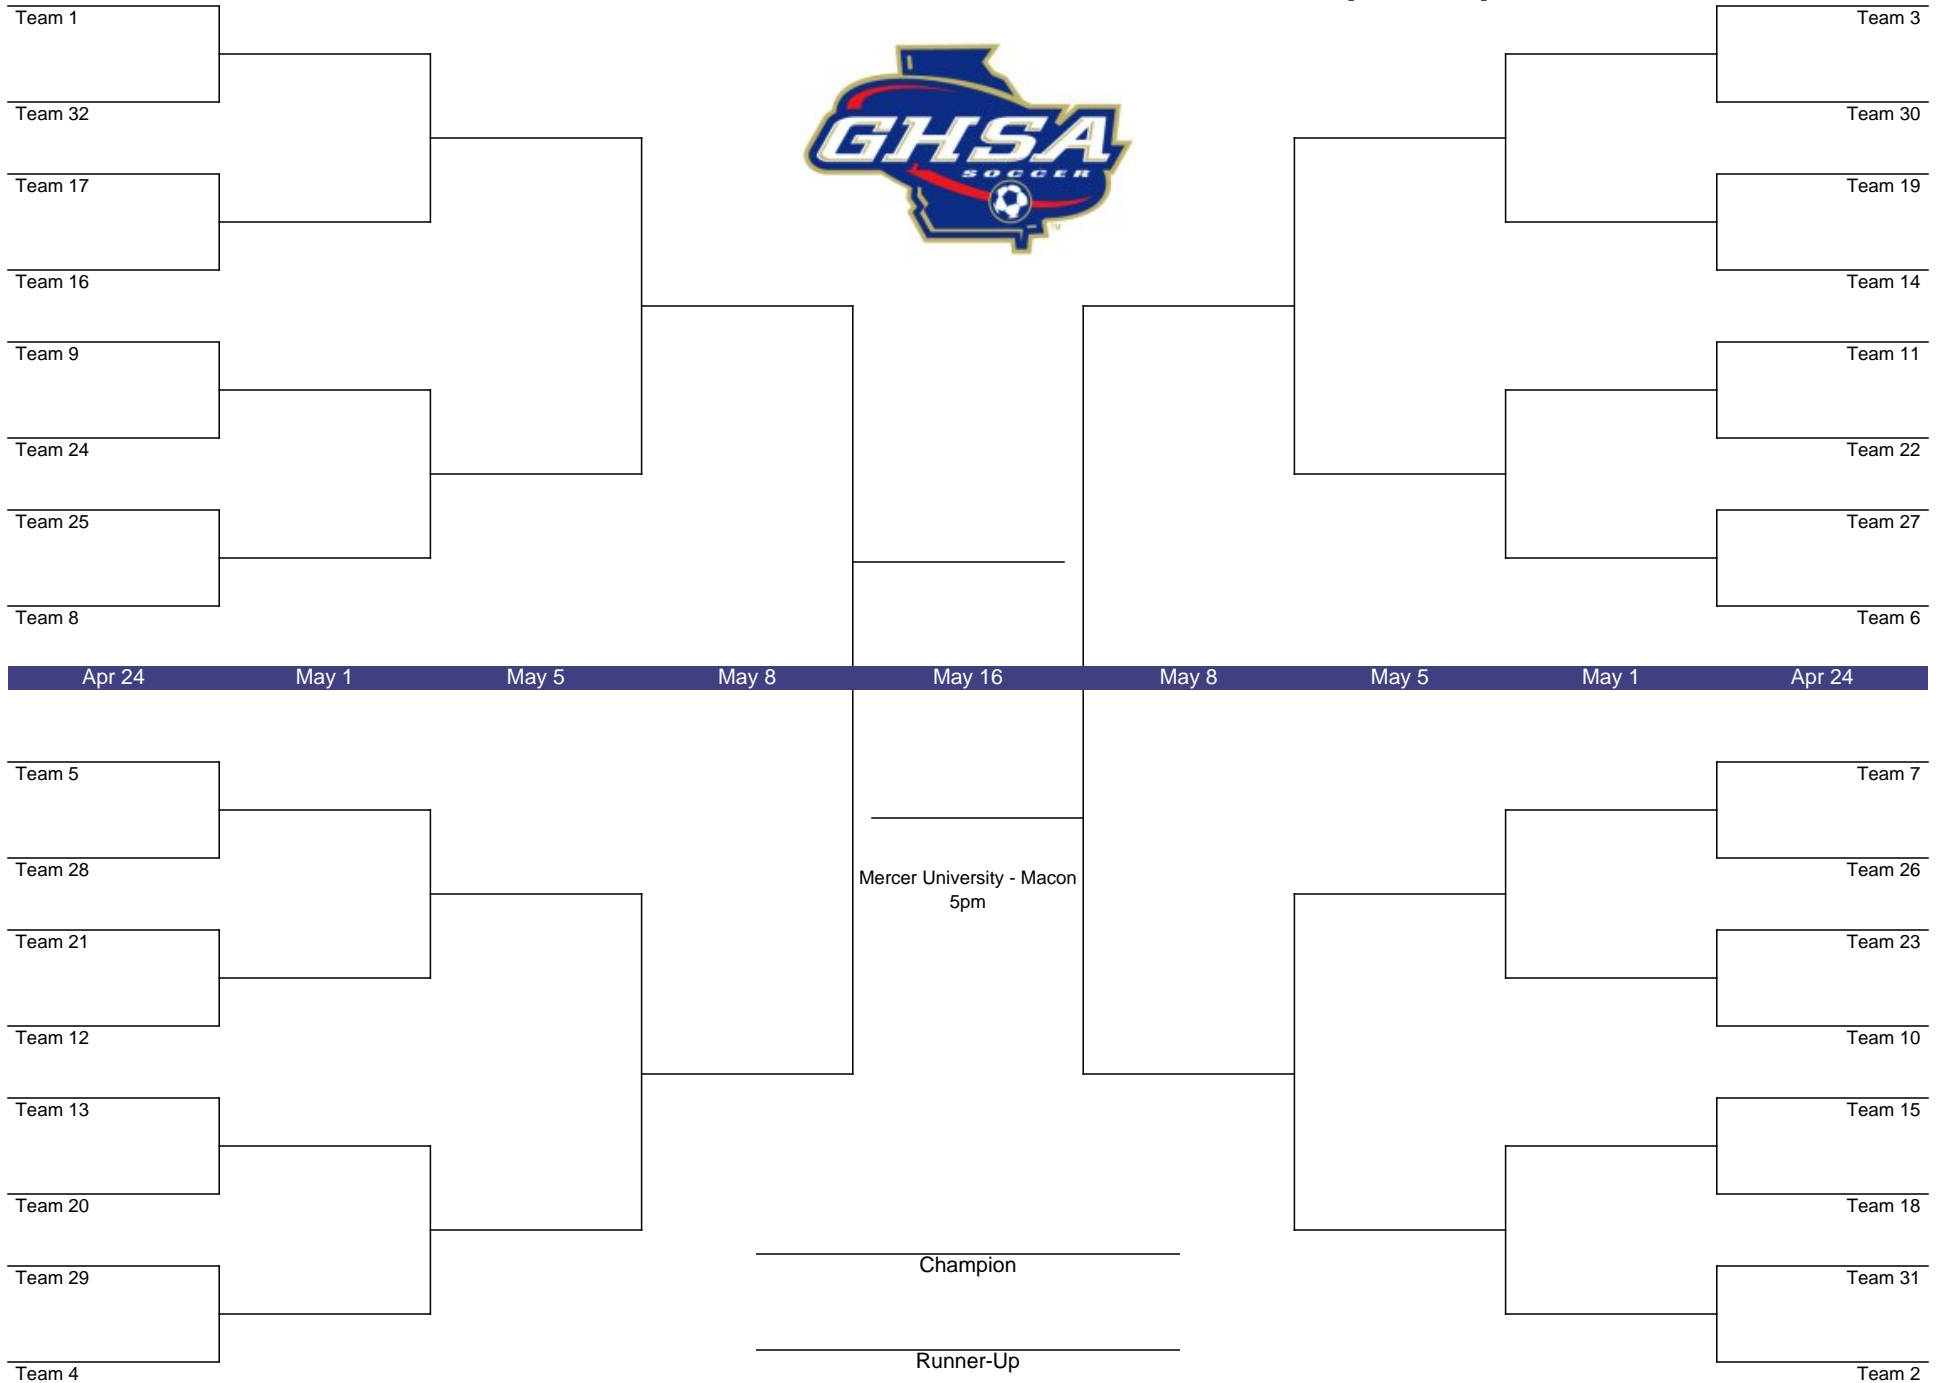 Team 1
Team 32
Team 17
Team 16
Team 9
Team 24
Team 25
Team 8
GHSA
SOCCER
TM
Team 3
Team 30
Team 19
Team 14
Team 11
Team 22
Team 27
Team 6
Apr 24 May 1 May 5 May 8 May 16 May 8 May 5 May 1 Apr 24
Team 5
Team 28
Team 21
Team 12
Team 13
Team 20
Team 29
Team 4
Mercer University - Macon
5pm
Champion
Runner-Up
Team 7
Team 26
Team 23
Team 10
Team 15
Team 18
Team 31
Team 2